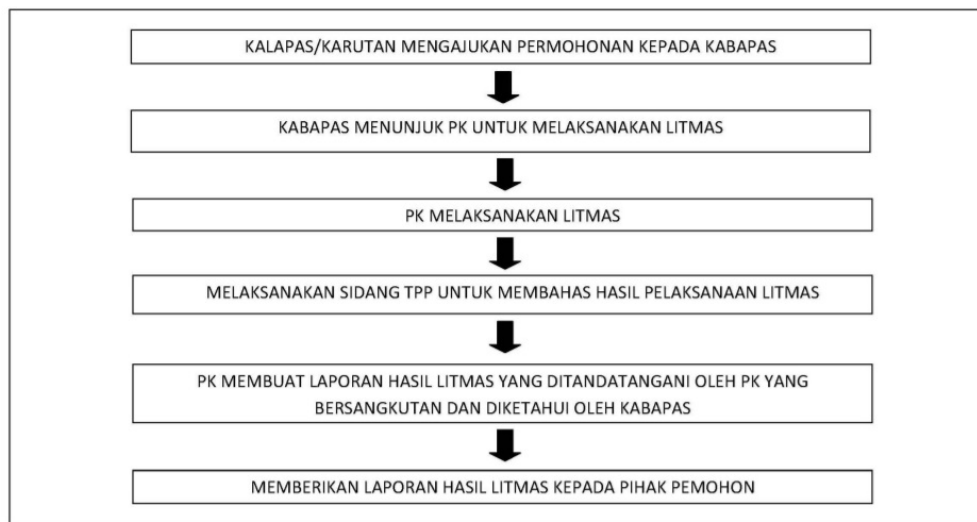 KALAPAS/KARUTAN MENGAJUKAN PERMOHONAN KEPADA KABAPAS
KABAPAS MENUNJUK PK UNTUK MELAKSANAKAN LITMAS
PK MELAKSANAKAN LITMAS
MELAKSANAKAN SIDANG TPP UNTUK MEMBAHAS HASIL PELAKSANAAN LITMAS
PK MEMBUAT LAPORAN HASIL LITMAS YANG DITANDATANGANI OLEH PK YANG
BERSANGKUTAN DAN DIKETAHUI OLEH KABAPAS
MEMBERIKAN LAPORAN HASIL LITMAS KEPADA PIHAK PEMOHON